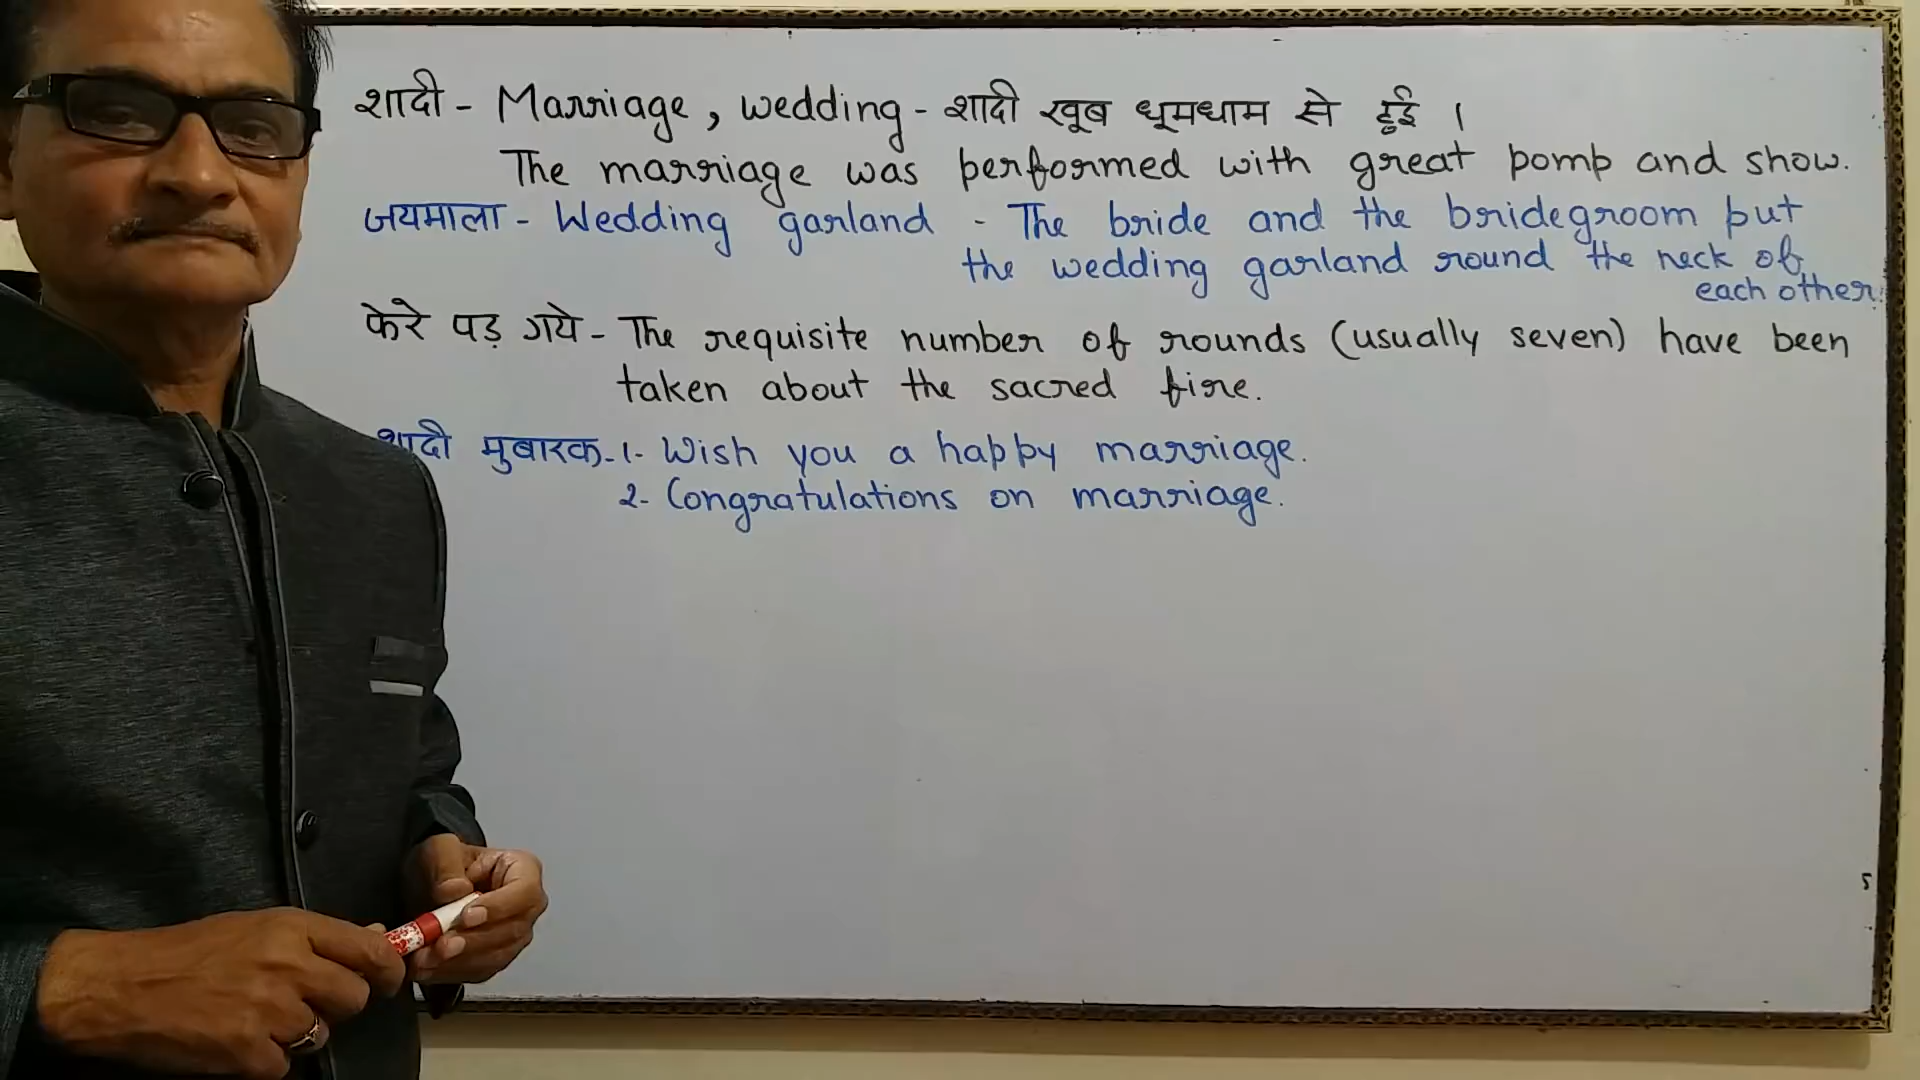 शादी - Marriage, wedding - शादी खूब धूमधाम से हुई ।
The marriage was performed with great pomp and show.
जयमाला - Wedding garland - The bride and the bridegroom put
the wedding garland round the neck of
each other.
फेरे पड़ गये - The requisite number of rounds (usually seven) have been
taken about the sacred fire.
शादी मुबारक - 1- Wish you a happy marriage.
2- Congratulations on marriage.
5